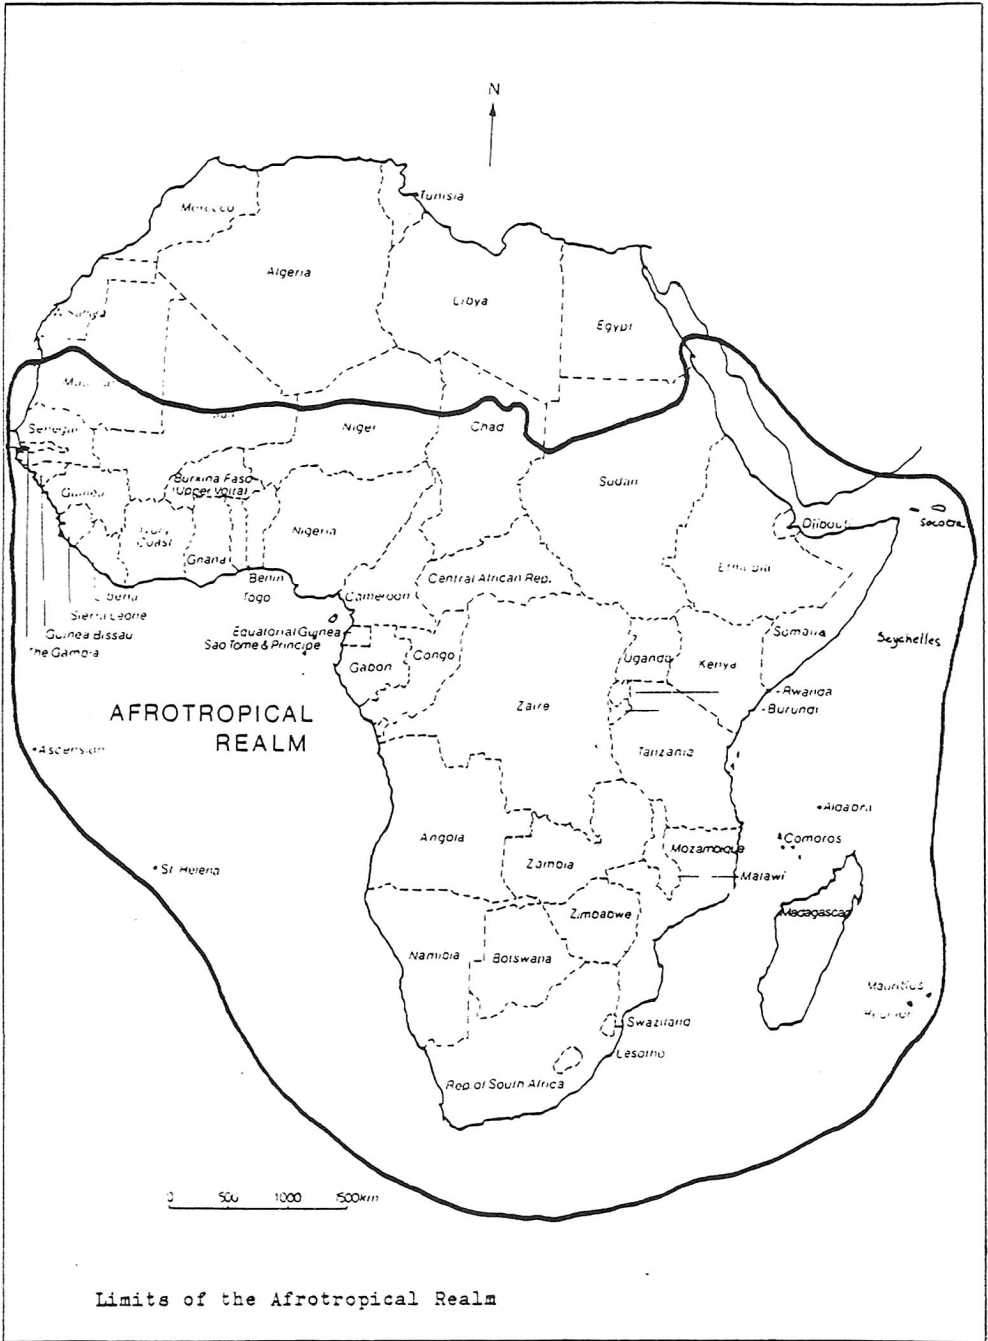 N
Tunisia
Morocco
Algeria
Libya
Egypt
Niger
Chad
Senegal
Sudan
Burkina Faso
(Upper Volta)
Guinea
Nigeria
Djibouti
Socotra
Ivory
Coast
Ghana
Benin
Togo
Cameroon
Central African Rep.
Ethiopia
Liberia
Sierra Leone
Guinea Bissau
The Gambia
Equatorial Guinea
Sao Tome & Principe
Gabon
Congo
Uganda
Kenya
Somalia
Seychelles
Rwanda
Burundi
Zaire
AFROTROPICAL
REALM
Ascension
Tanzania
Aldabra
Angola
Zambia
Mozambique
Comoros
Malawi
St. Helena
Zimbabwe
Madagascar
Namibia
Botswana
Mauritius
Reunion
Swaziland
Lesotho
Rep. of South Africa
0 500 1000 1500km
Limits of the Afrotropical Realm